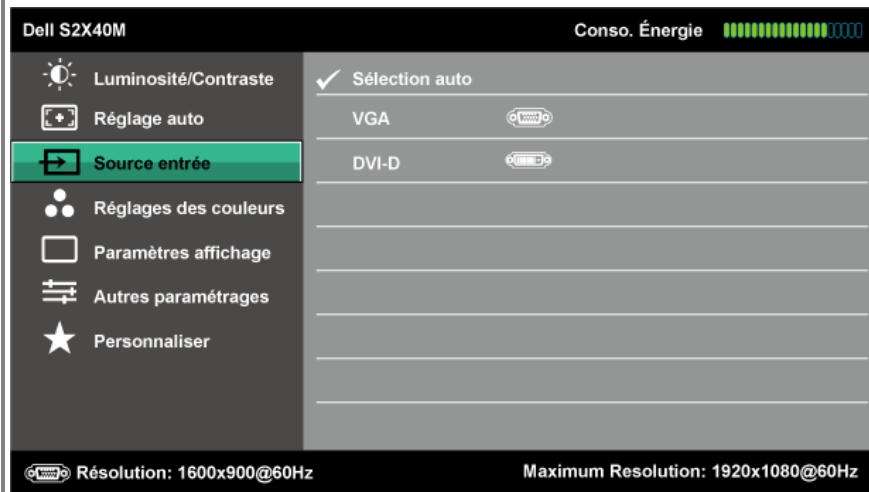 Dell S2X40M
Conso. Énergie
Luminosité/Contraste
Réglage auto
Source entrée
Réglages des couleurs
Paramètres affichage
Autres paramétrages
Personnaliser
Sélection auto
VGA
DVI-D
Résolution: 1600x900@60Hz
Maximum Resolution: 1920x1080@60Hz